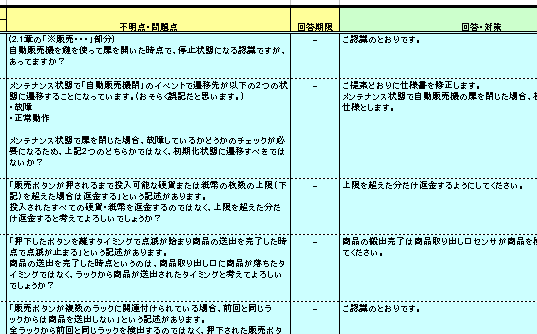 不明点・問題点
回答期限
回答・対策
(2.1章の「※販売・・・」部分)
自動販売機を鍵を使って扉を開いた時点で、停止状態になる認識ですが、
あってますか？
－
ご認識のとおりです。
メンテナンス状態で「自動販売機閉」のイベントで遷移先が以下の2つの状
態に遷移することになっています。(おそらく誤記だと思います。)
・故障
・正常動作
メンテナンス状態で扉を閉じた場合、故障しているかどうかのチェックが必
要になるため、上記2つのどちらかではなく、初期化状態に遷移すべきでは
ないか？
－
ご提案どおりに仕様書を修正します。
メンテナンス状態で自動販売機の扉を閉じた場合、
仕様とします。
「販売ボタンが押されるまで投入可能な硬貨または紙幣の枚数の上限(下
記)を超えた場合は返金する」という記述があります。
投入されたすべての硬貨・紙幣を返金するのではなく、上限を超えた分だ
け返金すると考えてよろしいでしょうか？
－
上限を超えた分だけ返金するようにしてください。
「押下したボタンを離すタイミングで点滅が始まり商品の送出を完了した時
点で点滅が止まる」という記述があります。
商品の送出を完了した時点というのは、商品取り出し口に商品が落ちたタ
イミングではなく、ラックから商品が送出されたタイミングと考えてよろしい
でしょうか？
－
商品の搬出完了は商品取り出し口センサが商品を
てください。
「販売ボタンが複数のラックに関連付けられている場合、前回と同じラ
ックからは商品を送出しない」という記述があります。
全ラックから前回と同じラックを検出するのではなく、押下された販売ボタ
－
ご認識のとおりです。